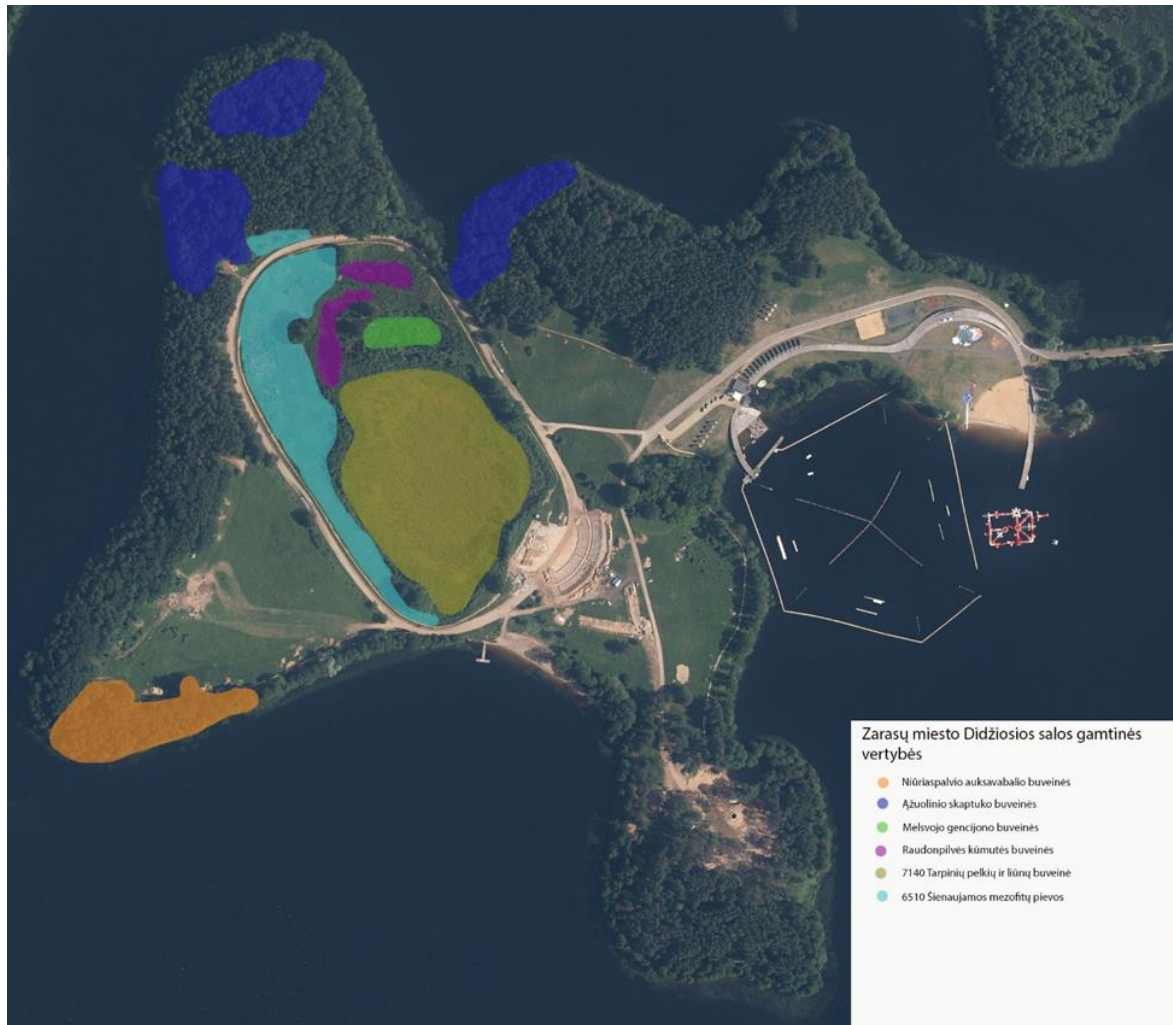 Zarasų miesto Didžiosios salos gamtinės
vertybės
Niūriaspalvio auksavabalio buveinės
Ąžuolinio skaptuko buveinės
Melsvojo gencijono buveinės
Raudonpilvės kūmutės buveinės
7140 Tarpinių pelkių ir liūnų buveinė
6510 Šienaujamos mezofitų pievos